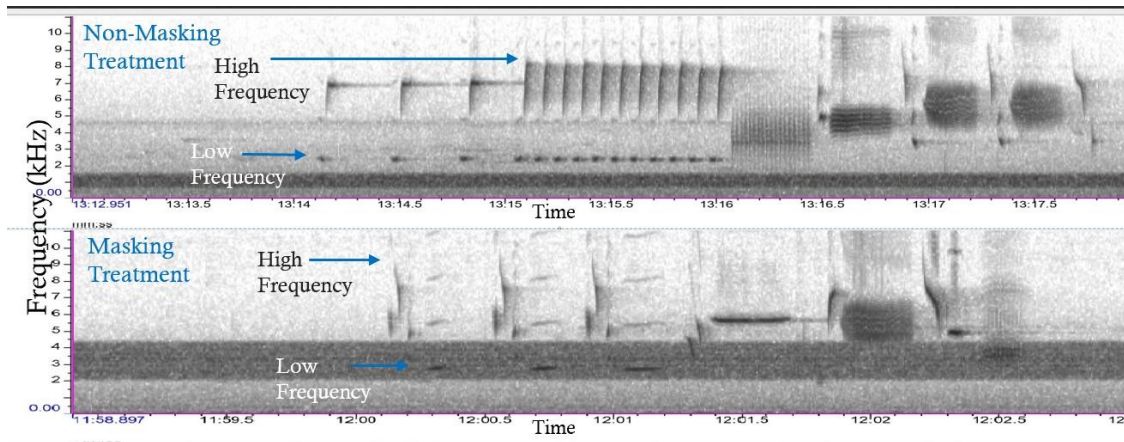 Non-Masking
Treatment
High
Frequency
Low
Frequency
Frequency (kHz)
10
9
8
7
6
5
4
3
2
0.00
13:12.951 13:13.5 13:14 13:14.5 13:15 13:15.5 13:16 13:16.5 13:17 13:17.5
Time
Masking
Treatment
High
Frequency
Low
Frequency
9
8
7
6
5
4
3
2
0.00
11:58.897 11:59.5 12:00 12:00.5 12:01 12:01.5 12:02 12:02.5
Time